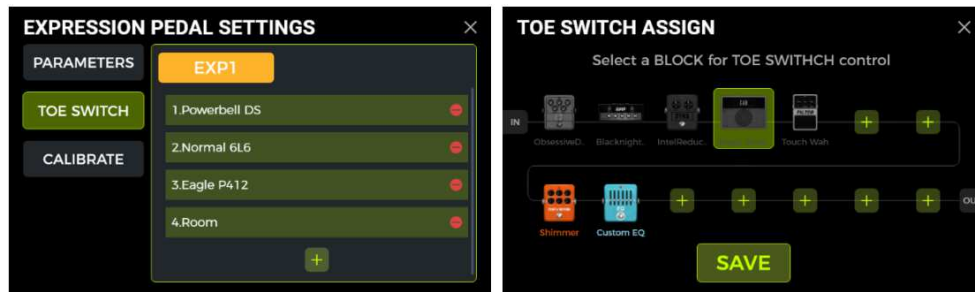 EXPRESSION PEDAL SETTINGS
PARAMETERS
EXP1
TOE SWITCH
1.Powerbell DS
2.Normal 6L6
CALIBRATE
3.Eagle P412
4.Room
TOE SWITCH ASSIGN
Select a BLOCK for TOE SWITHCH control
IN
ObsessiveD.. Blacknight.. IntelReduc.. Touch Wah
OU
Shimmer Custom EQ
SAVE